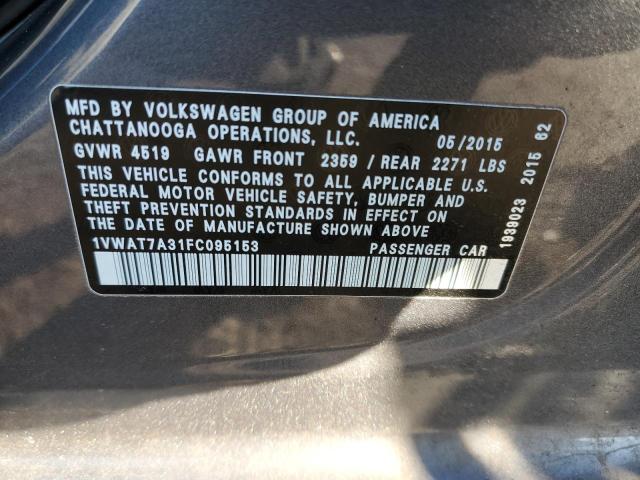 MFD BY VOLKSWAGEN GROUP OF AMERICA
CHATTANOOGA OPERATIONS, LLC. 05/2015
GVWR 4519 GAWR FRONT 2359 / REAR 2271 LBS
THIS VEHICLE CONFORMS TO ALL APPLICABLE U.S.
FEDERAL MOTOR VEHICLE SAFETY, BUMPER AND
THEFT PREVENTION STANDARDS IN EFFECT ON
THE DATE OF MANUFACTURE SHOWN ABOVE
1VWAT7A31FC095153 PASSENGER CAR
1939023 2015 62